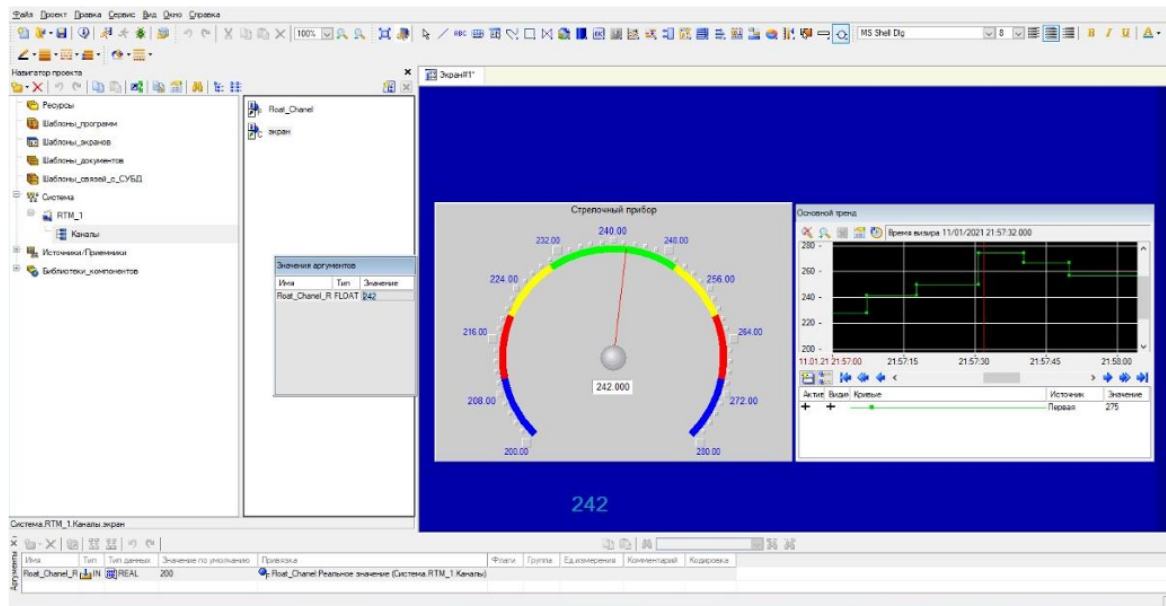 Файл Проект Правка Сервис Вид Окно Справка
100%
ABC
MS Shell Dlg
8
Навигатор проекта
Экран#1*
Ресурсы
Шаблоны_программ
Шаблоны_экранов
Шаблоны_документов
Шаблоны_связей_с_СУБД
Система
RTM_1
Каналы
Источники/Приемники
Библиотеки_компонентов
Float_Chanel
экран
Значения аргументов
Имя Тип Значение
Float_Chanel_R FLOAT 242
Стрелочный прибор
240.00
232.00
248.00
224.00
256.00
216.00
264.00
208.00
272.00
200.00
280.00
242.000
242
Основной тренд
Время визира 11/01/2021 21:57:32.000
280
260
240
220
200
11.01.21 21:57:00 21:57:15 21:57:30 21:57:45 21:58:00
Актив Види Кривые Источник Значение
Первая 275
Система.RTM_1.Каналы.экран
Аргументы
Имя Тип Тип данных Значение по умолчанию Привязка Флаги Группа Ед.измерения Комментарий Кодировка
Float_Chanel_R IN REAL 200 Float_Chanel:Реальное значение (Система.RTM_1.Каналы)